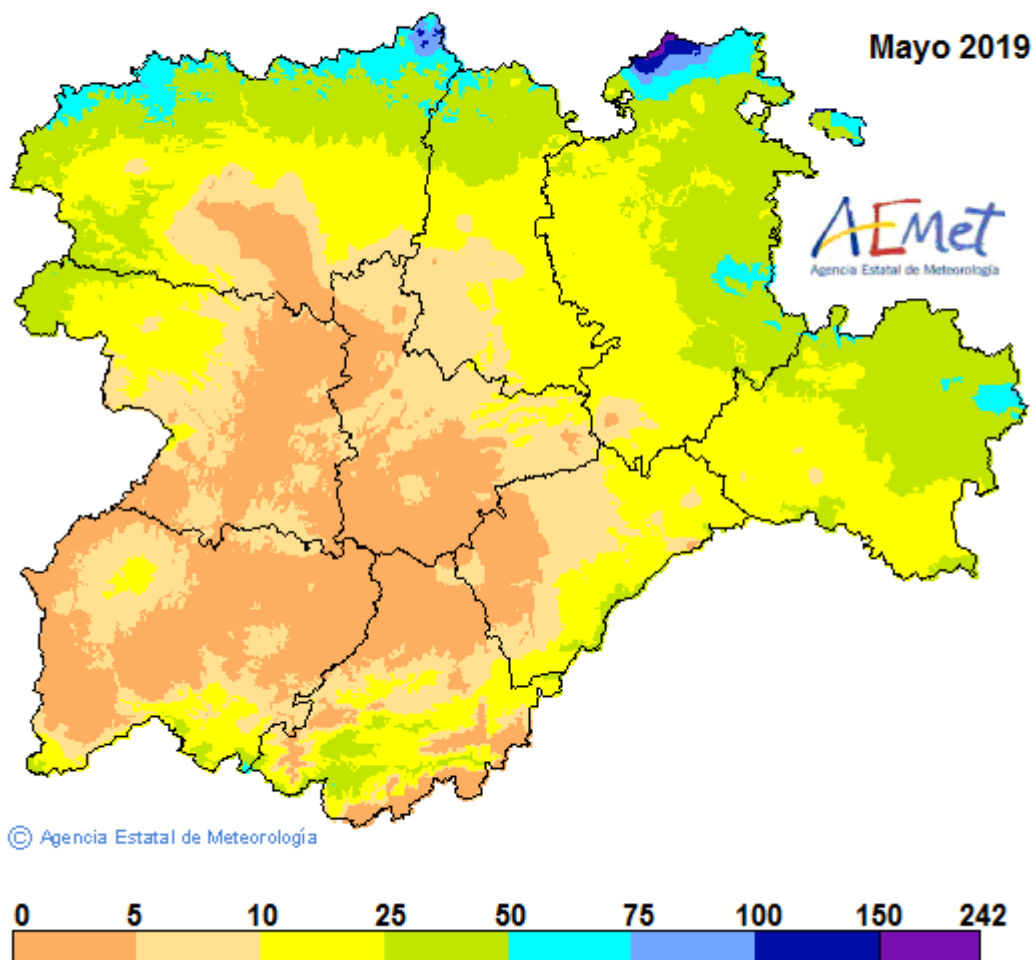 Mayo 2019
AEMet
Agencia Estatal de Meteorología
© Agencia Estatal de Meteorología
0 5 10 25 50 75 100 150 242